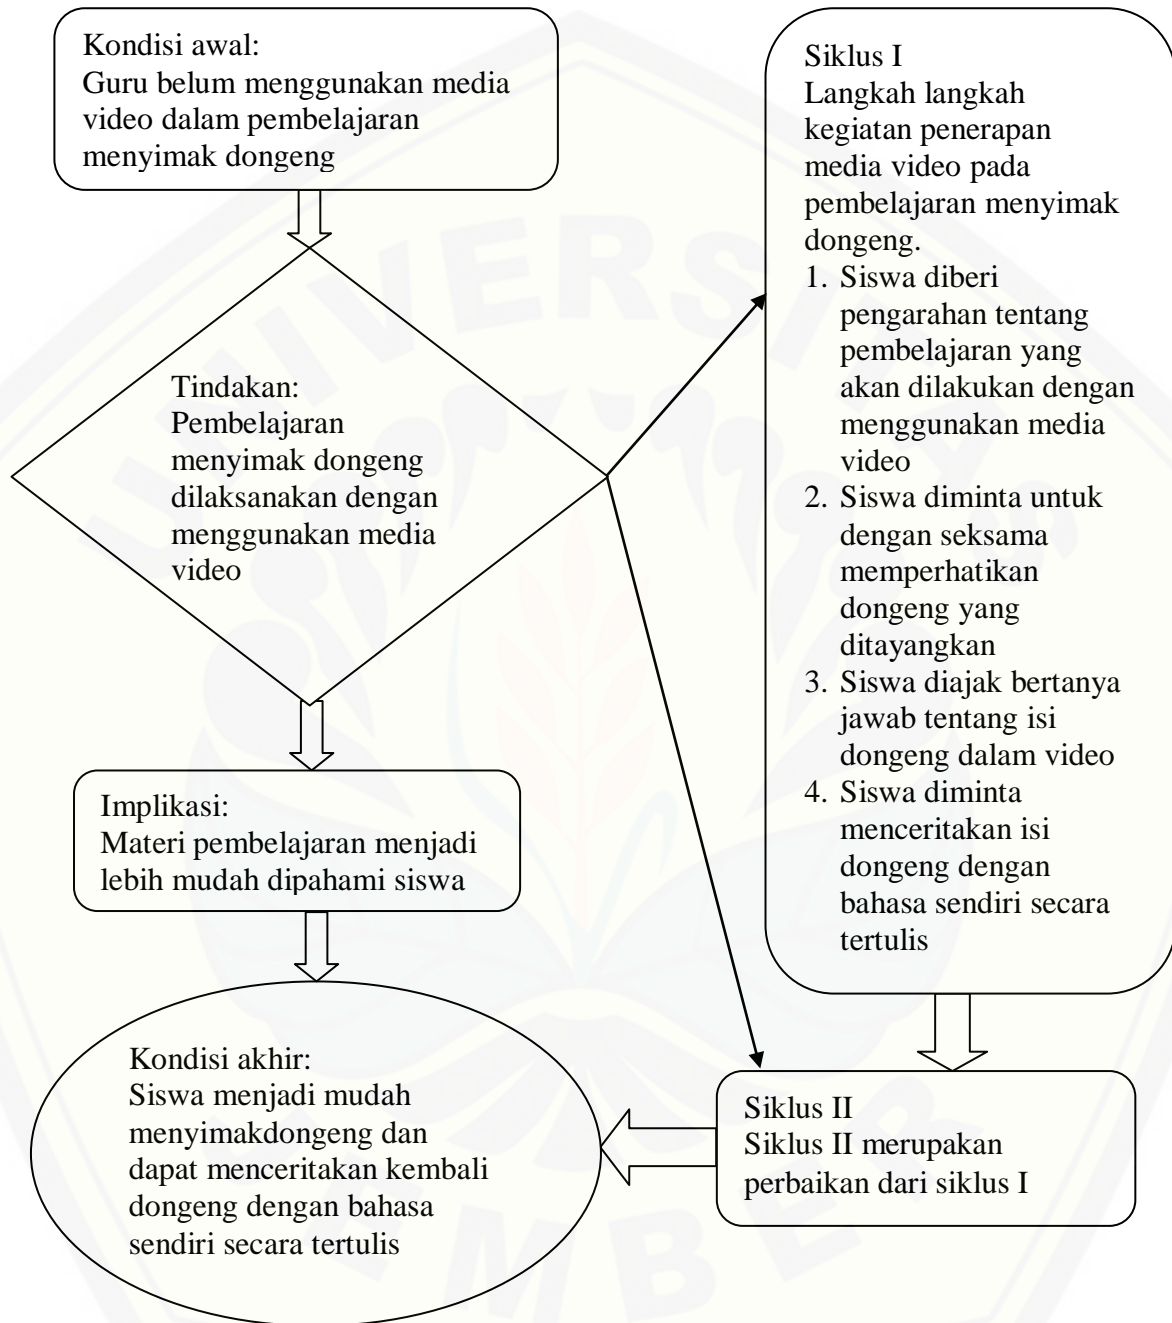 Kondisi awal:
Guru belum menggunakan media
video dalam pembelajaran
menyimak dongeng
Tindakan:
Pembelajaran
menyimak dongeng
dilaksanakan dengan
menggunakan media
video
Implikasi:
Materi pembelajaran menjadi
lebih mudah dipahami siswa
Kondisi akhir:
Siswa menjadi mudah
menyimakdongeng dan
dapat menceritakan kembali
dongeng dengan bahasa
sendiri secara tertulis
Siklus I
Langkah langkah
kegiatan penerapan
media video pada
pembelajaran menyimak
dongeng.
1. Siswa diberi
pengarahan tentang
pembelajaran yang
akan dilakukan dengan
menggunakan media
video
2. Siswa diminta untuk
dengan seksama
memperhatikan
dongeng yang
ditayangkan
3. Siswa diajak bertanya
jawab tentang isi
dongeng dalam video
4. Siswa diminta
menceritakan isi
dongeng dengan
bahasa sendiri secara
tertulis
Siklus II
Siklus II merupakan
perbaikan dari siklus I
UNIVERSITAS
JEMBER